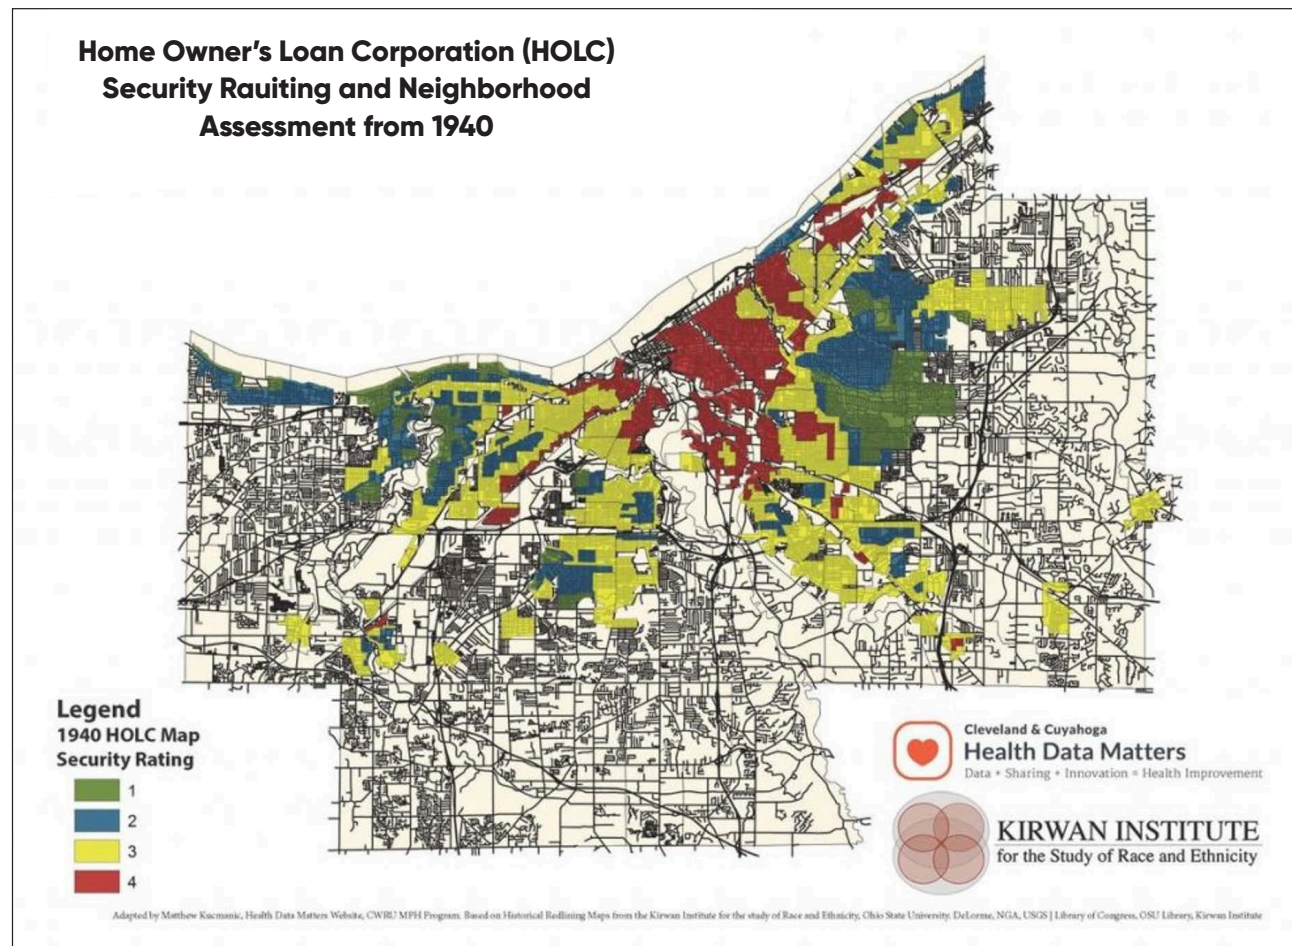 Home Owner's Loan Corporation (HOLC)
Security Rauiting and Neighborhood
Assessment from 1940
Legend
1940 HOLC Map
Security Rating
1
2
3
4
Cleveland & Cuyahoga
Health Data Matters
Data + Sharing + Innovation = Health Improvement
KIRWAN INSTITUTE
for the Study of Race and Ethnicity
Adapted by Matthew Kucmanic, Health Data Matters Website, CWRU MPH Program. Based on Historical Redlining Maps from the Kirwan Institute for the study of Race and Ethnicity, Ohio State University. DeLorme, NGA, USGS | Library of Congress, OSU Library, Kirwan Institute